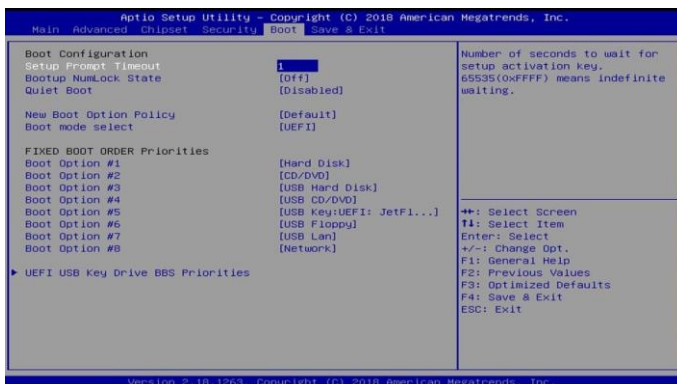 Aptio Setup Utility – Copyright (C) 2018 American Megatrends, Inc.
Main Advanced Chipset Security Boot Save & Exit
Boot Configuration
Setup Prompt Timeout 1
Bootup NumLock State [Off]
Quiet Boot [Disabled]
New Boot Option Policy [Default]
Boot mode select [UEFI]
FIXED BOOT ORDER Priorities
Boot Option #1 [Hard Disk]
Boot Option #2 [CD/DVD]
Boot Option #3 [USB Hard Disk]
Boot Option #4 [USB CD/DVD]
Boot Option #5 [USB Key:UEFI: JetFl...]
Boot Option #6 [USB Floppy]
Boot Option #7 [USB Lan]
Boot Option #8 [Network]
▶ UEFI USB Key Drive BBS Priorities
Number of seconds to wait for
setup activation key.
65535(0xFFFF) means indefinite
waiting.
→←: Select Screen
↑↓: Select Item
Enter: Select
+/-: Change Opt.
F1: General Help
F2: Previous Values
F3: Optimized Defaults
F4: Save & Exit
ESC: Exit
Version 2.18.1263. Copyright (C) 2018 American Megatrends, Inc.